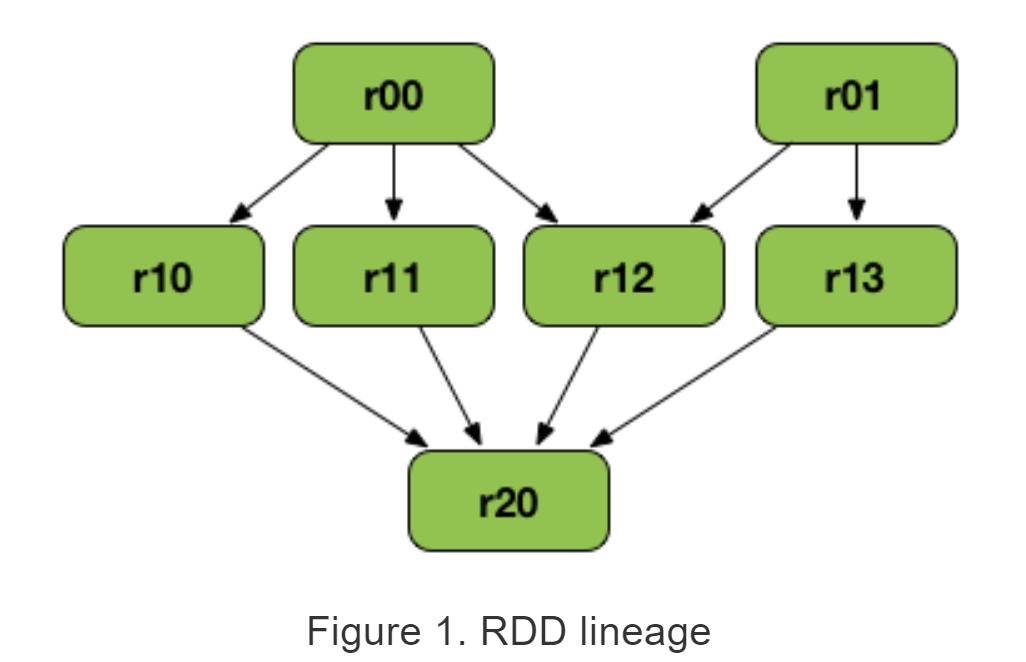 r00
r01
r10
r11
r12
r13
r20
Figure 1. RDD lineage